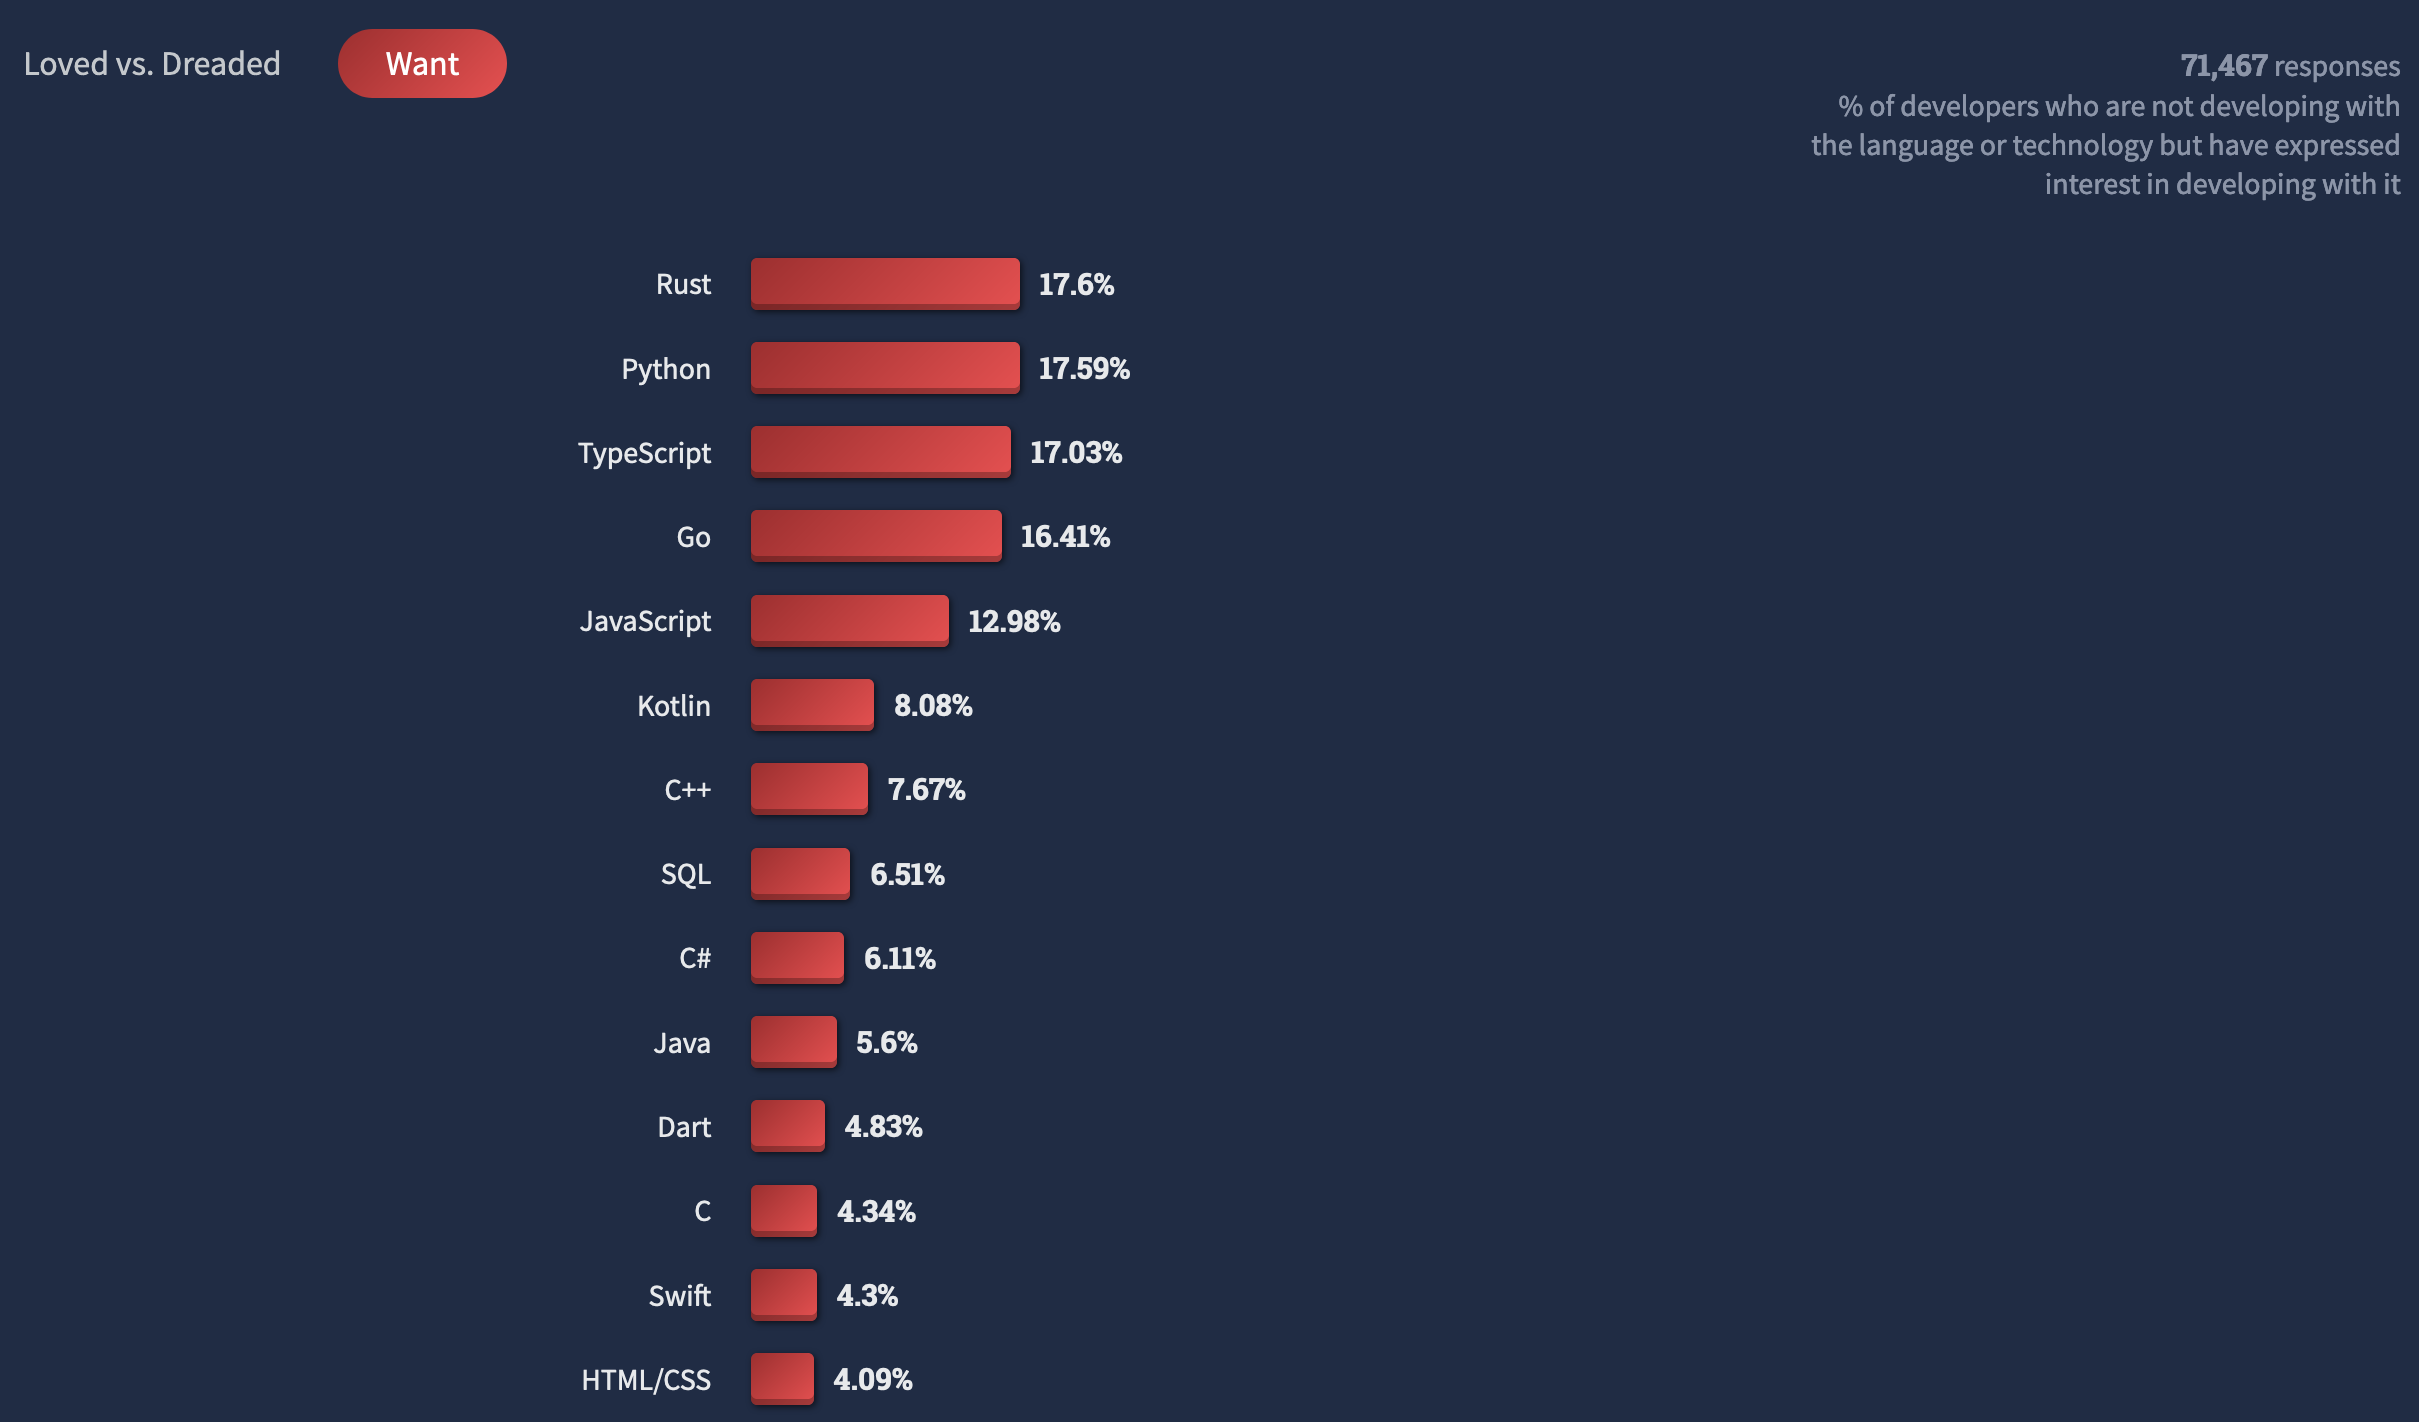 Loved vs. Dreaded
Want
71,467 responses
% of developers who are not developing with
the language or technology but have expressed
interest in developing with it
Rust 17.6%
Python 17.59%
TypeScript 17.03%
Go 16.41%
JavaScript 12.98%
Kotlin 8.08%
C++ 7.67%
SQL 6.51%
C# 6.11%
Java 5.6%
Dart 4.83%
C 4.34%
Swift 4.3%
HTML/CSS 4.09%